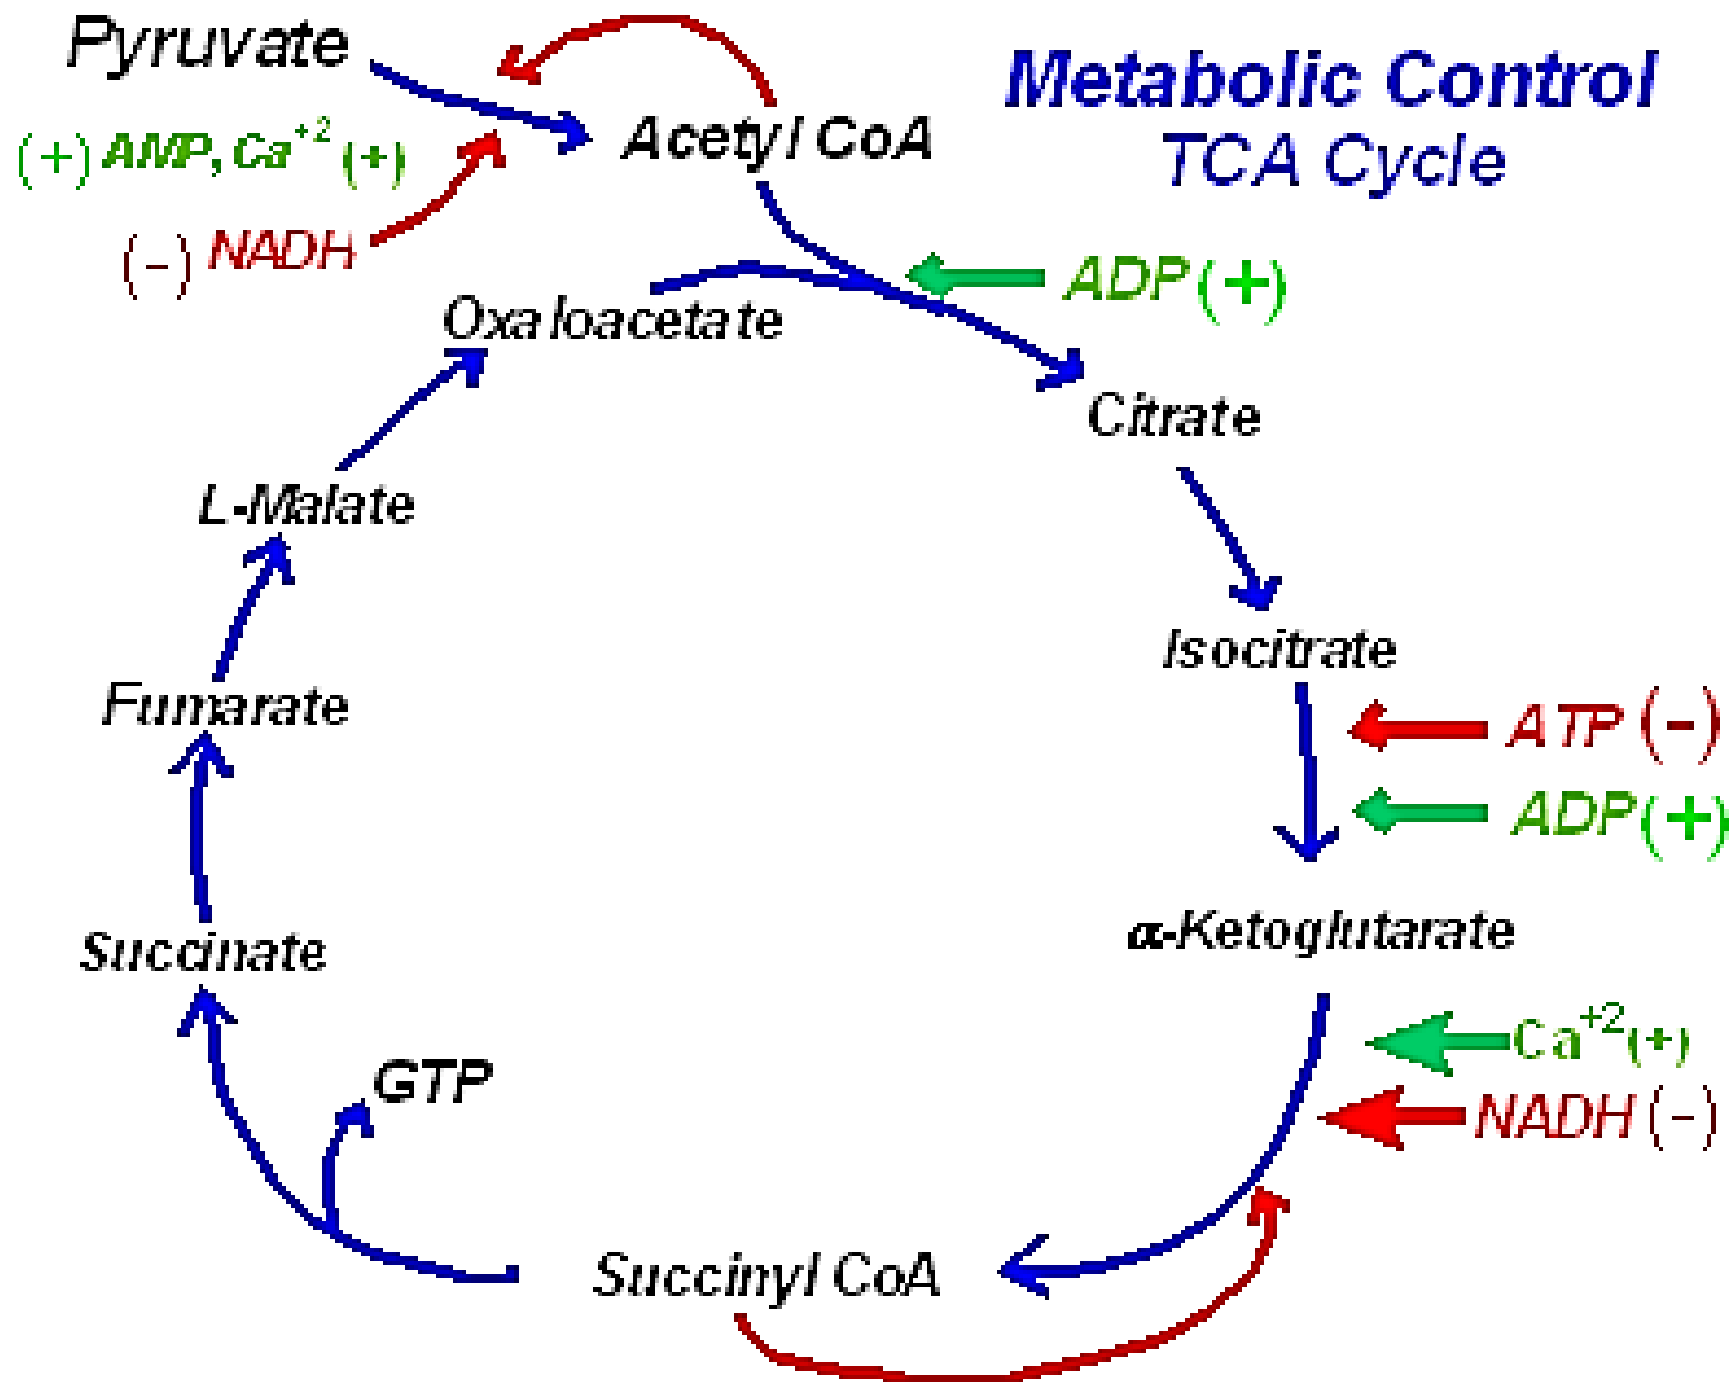 Pyruvate
Metabolic Control
TCA Cycle
Acetyl CoA
(+) AMP, Ca+2 (+)
(-) NADH
ADP (+)
Oxaloacetate
Citrate
L-Malate
Isocitrate
Fumarate
ATP (-)
ADP (+)
α-Ketoglutarate
Succinate
Ca+2 (+)
GTP
NADH (-)
Succinyl CoA